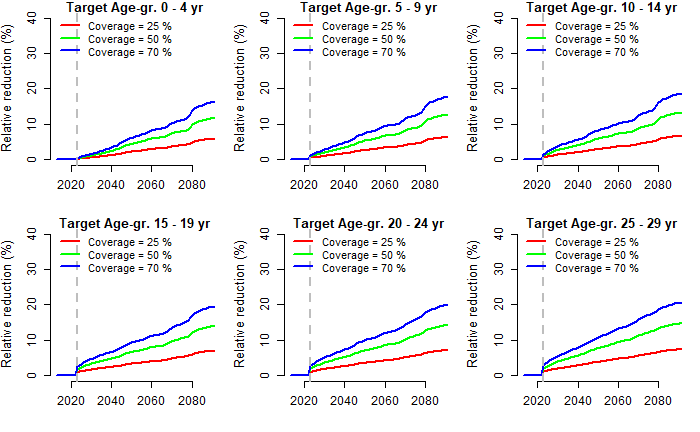 Target Age-gr. 0 - 4 yr
Relative reduction (%)
40
30
20
10
0
Coverage = 25 %
Coverage = 50 %
Coverage = 70 %
2020 2040 2060 2080
Target Age-gr. 5 - 9 yr
Relative reduction (%)
40
30
20
10
0
Coverage = 25 %
Coverage = 50 %
Coverage = 70 %
2020 2040 2060 2080
Target Age-gr. 10 - 14 yr
Relative reduction (%)
40
30
20
10
0
Coverage = 25 %
Coverage = 50 %
Coverage = 70 %
2020 2040 2060 2080
Target Age-gr. 15 - 19 yr
Relative reduction (%)
40
30
20
10
0
Coverage = 25 %
Coverage = 50 %
Coverage = 70 %
2020 2040 2060 2080
Target Age-gr. 20 - 24 yr
Relative reduction (%)
40
30
20
10
0
Coverage = 25 %
Coverage = 50 %
Coverage = 70 %
2020 2040 2060 2080
Target Age-gr. 25 - 29 yr
Relative reduction (%)
40
30
20
10
0
Coverage = 25 %
Coverage = 50 %
Coverage = 70 %
2020 2040 2060 2080